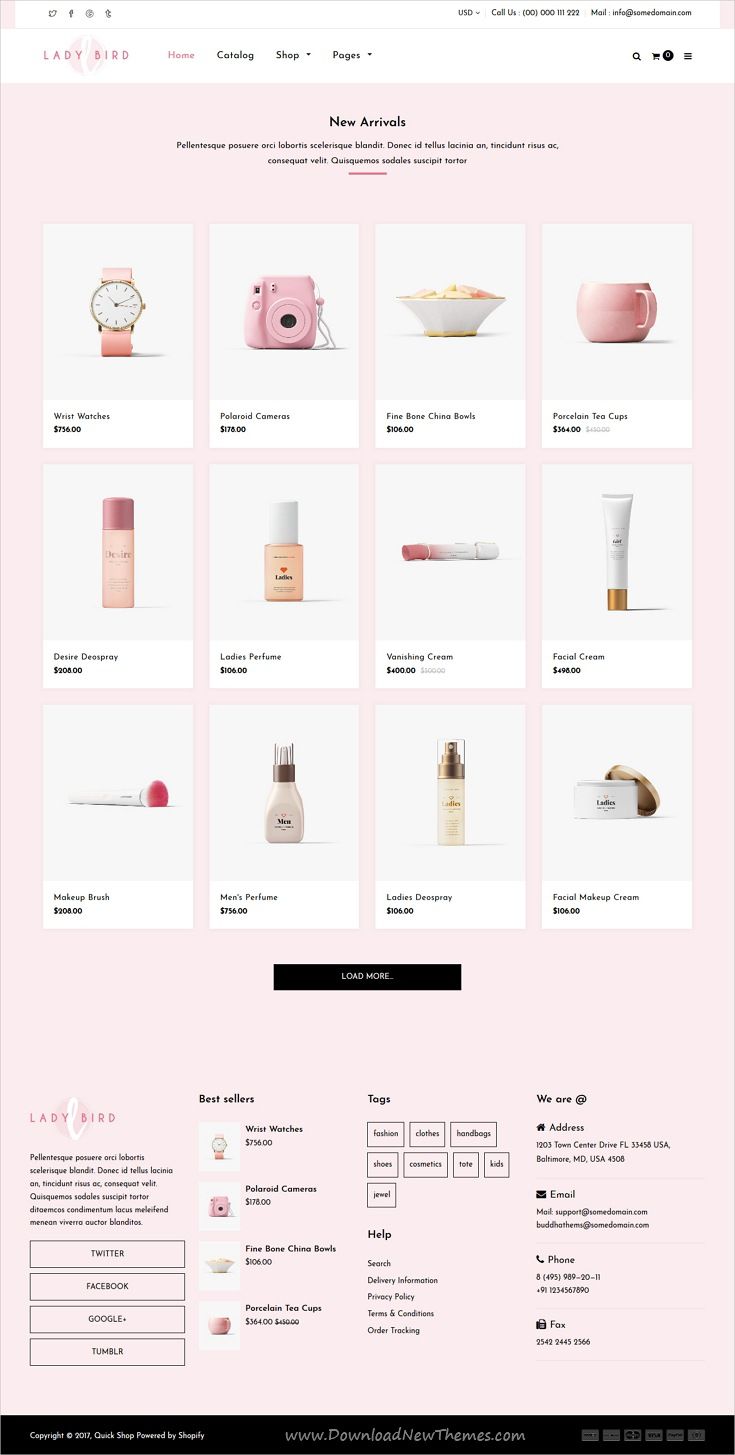 USD Call Us : (00) 000 111 222 Mail : info@somedomain.com
LADY BIRD Home Catalog Shop Pages 0
New Arrivals
Pellentesque posuere orci lobortis scelerisque blandit. Donec id tellus lacinia an, tincidunt risus ac,
consequat velit. Quisquemos sodales suscipit tortor
Wrist Watches
$756.00
Polaroid Cameras
$178.00
Fine Bone China Bowls
$106.00
Porcelain Tea Cups
$364.00 $450.00
Desire
Ladies
Girl
Desire Deospray
$208.00
Ladies Perfume
$106.00
Vanishing Cream
$400.00 $500.00
Facial Cream
$498.00
Men
Ladies
Ladies
Makeup Brush
$208.00
Men's Perfume
$756.00
Ladies Deospray
$106.00
Facial Makeup Cream
$106.00
LOAD MORE...
LADY BIRD
Pellentesque posuere orci lobortis
scelerisque blandit. Donec id tellus lacinia
an, tincidunt risus ac, consequat velit.
Quisquemos sodales suscipit tortor
ditaemcos condimentum lacus meleifend
menean viverra auctor blanditos.
TWITTER
FACEBOOK
GOOGLE+
TUMBLR
Best sellers
Wrist Watches
$756.00
Polaroid Cameras
$178.00
Fine Bone China Bowls
$106.00
Porcelain Tea Cups
$364.00 $450.00
Tags
fashion clothes handbags
shoes cosmetics tote kids
jewel
Help
Search
Delivery Information
Privacy Policy
Terms & Conditions
Order Tracking
We are @
Address
1203 Town Center Drive FL 33458 USA,
Baltimore, MD, USA 4508
Email
Mail: support@somedomain.com
buddhathems@somedomain.com
Phone
8 (495) 989–20–11
+91 1234567890
Fax
2542 2445 2566
Copyright © 2017, Quick Shop Powered by Shopify
www.DownloadNewThemes.com